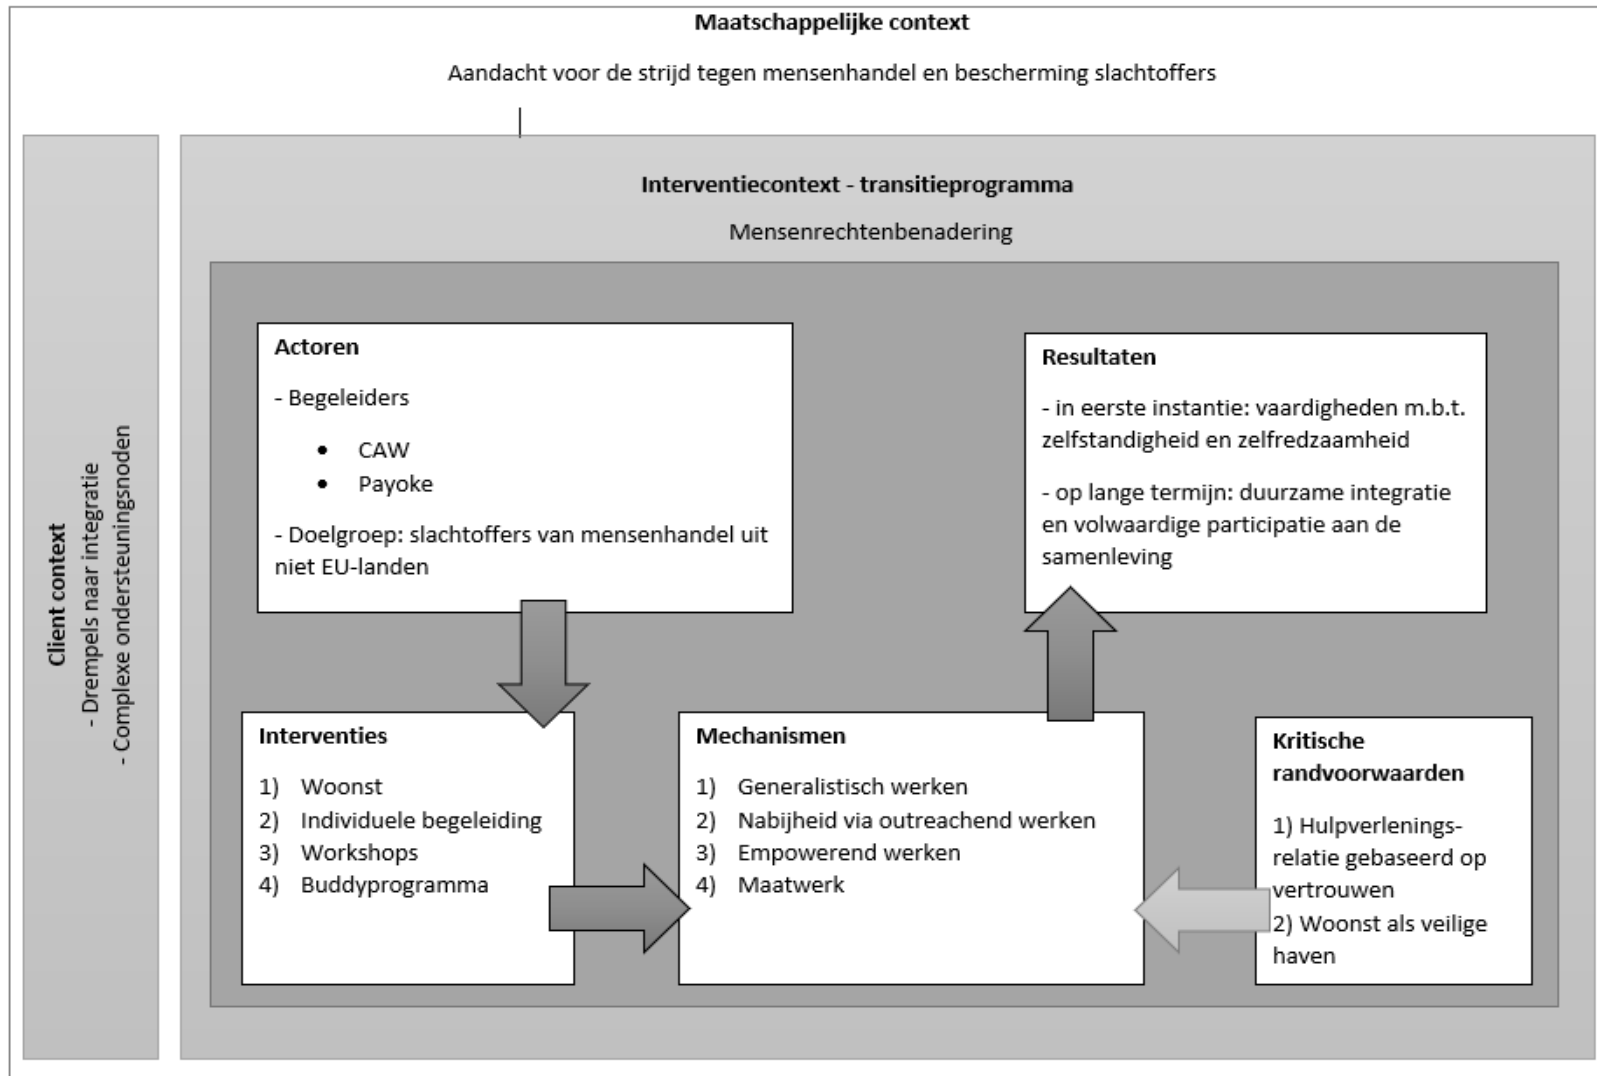 Maatschappelijke context
Aandacht voor de strijd tegen mensenhandel en bescherming slachtoffers
Client context
- Drempels naar integratie
- Complexe ondersteuningsnoden
Interventiecontext - transitieprogramma
Mensenrechtenbenadering
Actoren
- Begeleiders
• CAW
• Payoke
- Doelgroep: slachtoffers van mensenhandel uit
niet EU-landen
Resultaten
- in eerste instantie: vaardigheden m.b.t.
zelfstandigheid en zelfredzaamheid
- op lange termijn: duurzame integratie
en volwaardige participatie aan de
samenleving
Interventies
1) Woonst
2) Individuele begeleiding
3) Workshops
4) Buddyprogramma
Mechanismen
1) Generalistisch werken
2) Nabijheid via outreachend werken
3) Empowerend werken
4) Maatwerk
Kritische
randvoorwaarden
1) Hulpverlenings-
relatie gebaseerd op
vertrouwen
2) Woonst als veilige
haven